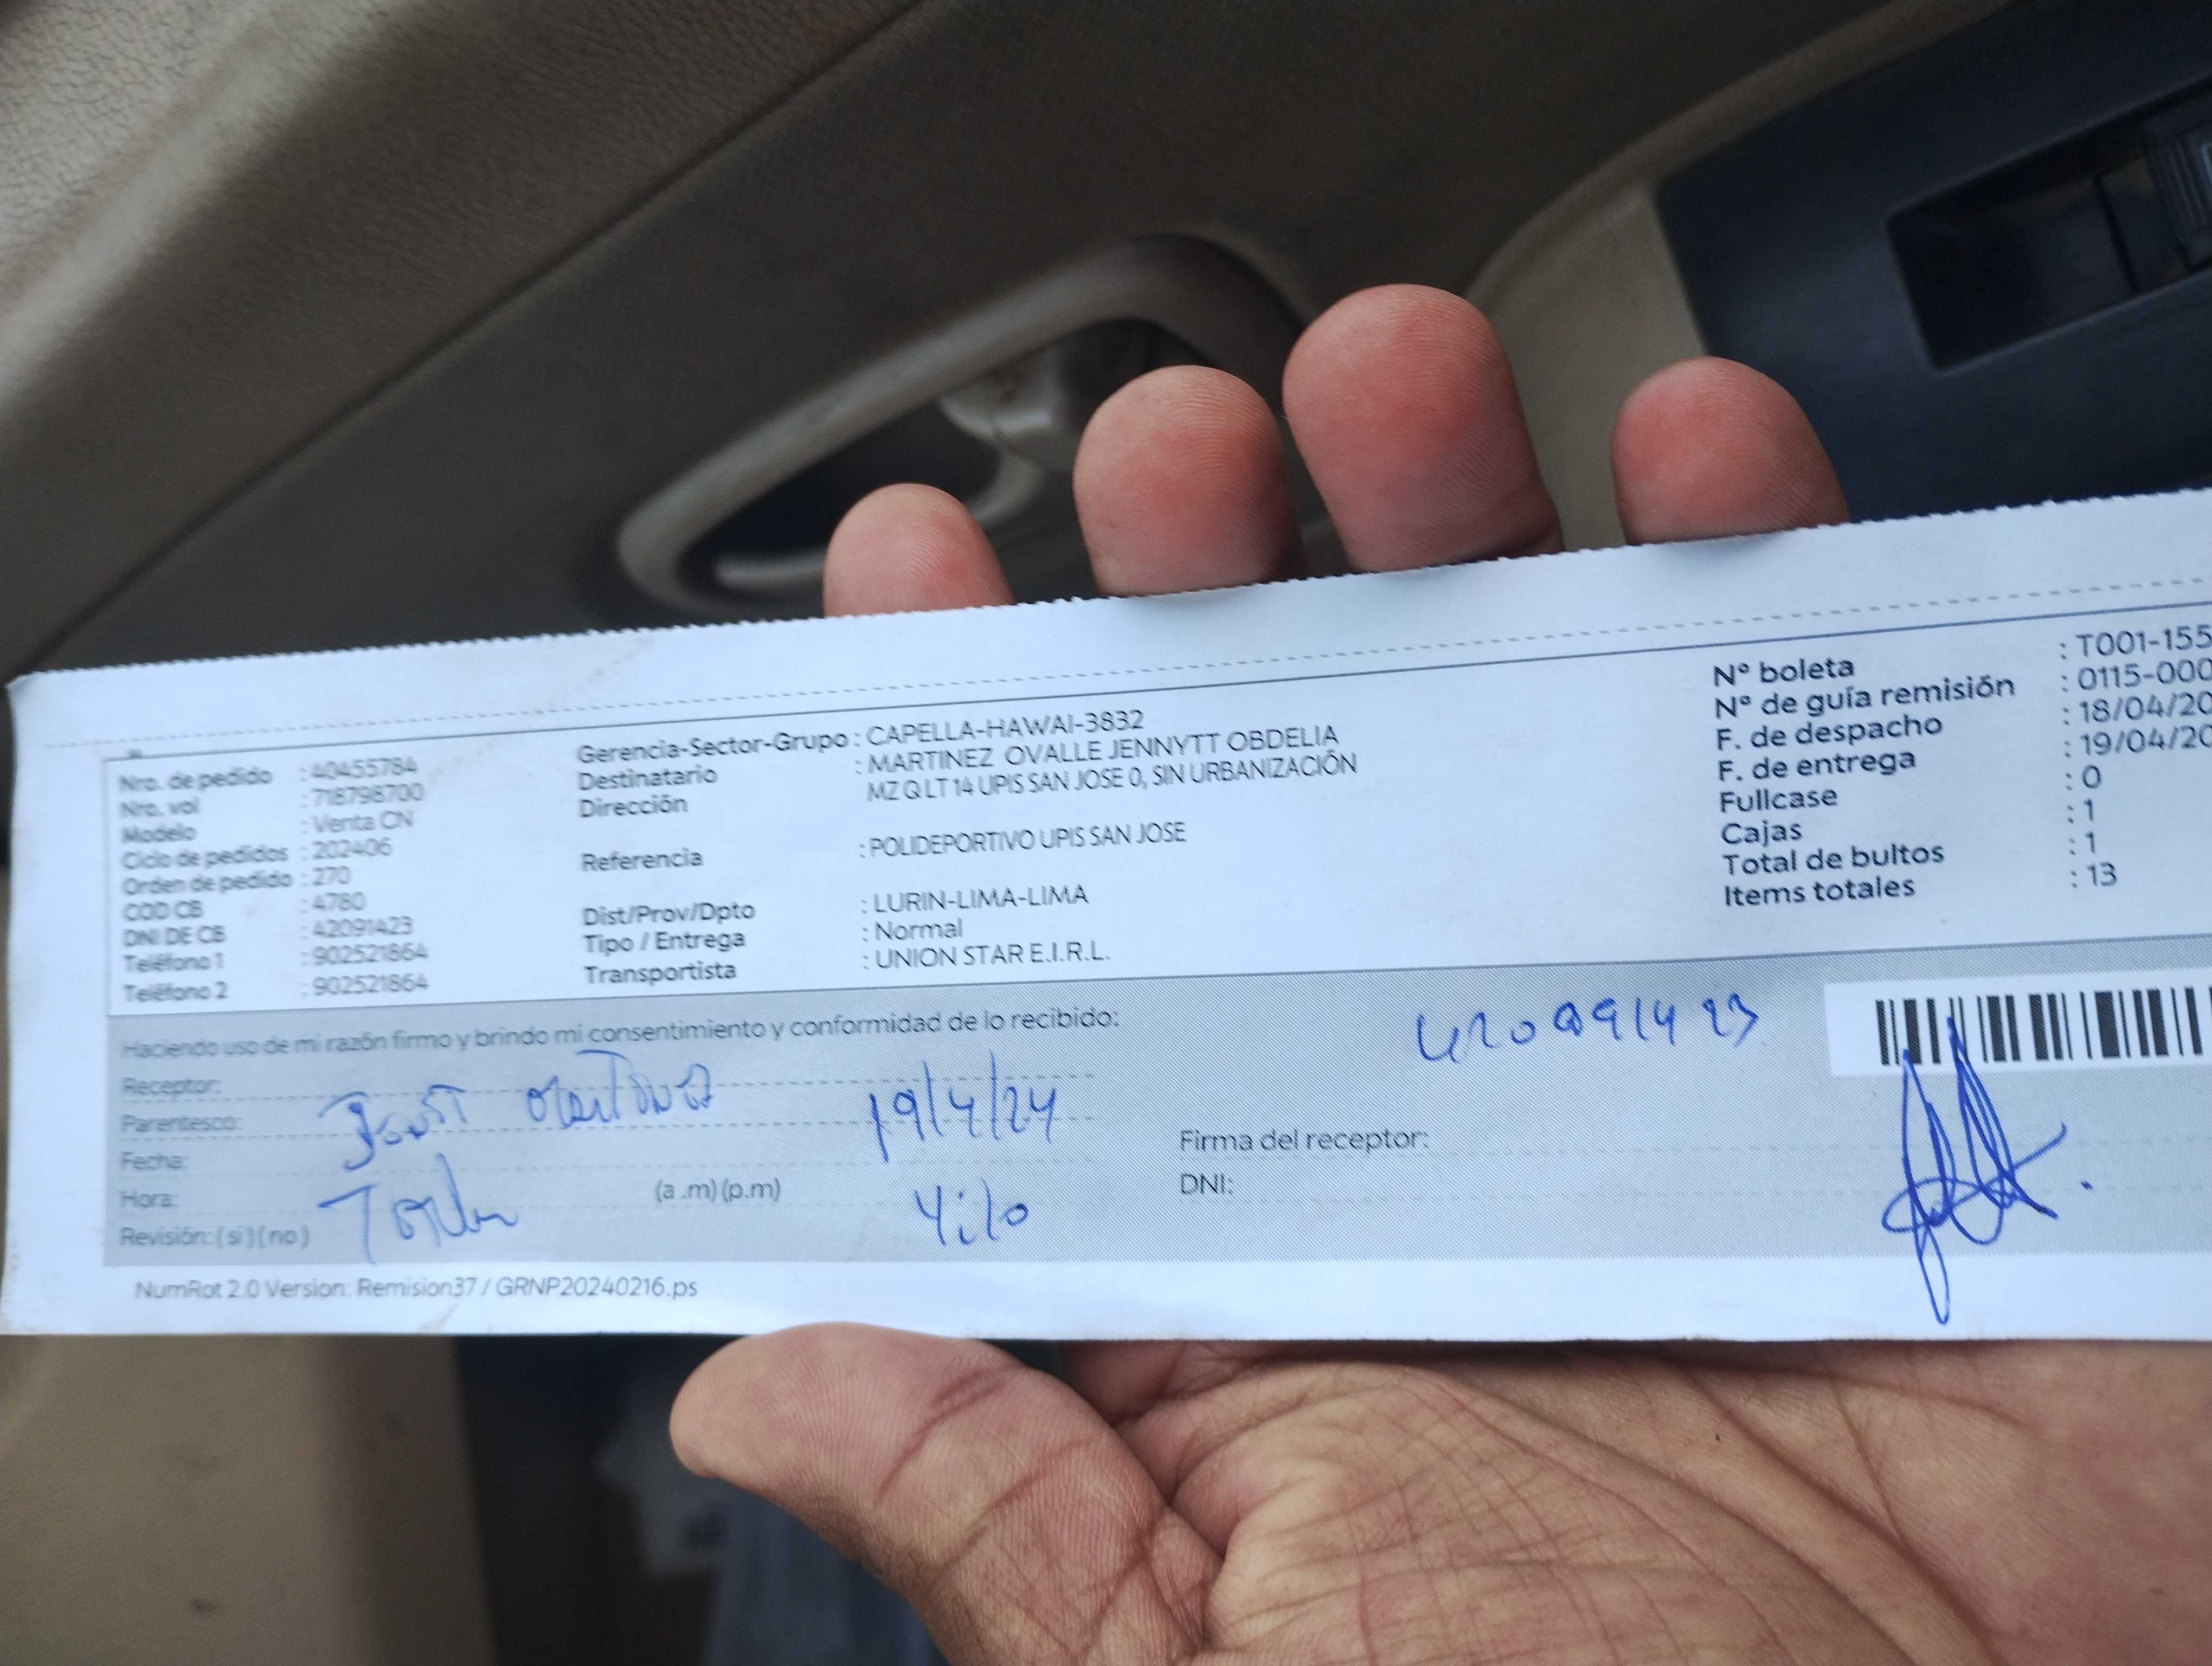 Nro. de pedido : 40455784
Nro. vol : 718798700
Modelo : Venta CN
Ciclo de pedidos : 202406
Orden de pedido : 270
COD CB : 4780
DNI DE CB : 42091423
Teléfono 1 : 902521864
Teléfono 2 : 902521864
Gerencia-Sector-Grupo : CAPELLA-HAWAI-3832
Destinatario : MARTINEZ OVALLE JENNYTT OBDELIA
Dirección MZ Q LT 14 UPIS SAN JOSE 0, SIN URBANIZACIÓN
Referencia : POLIDEPORTIVO UPIS SAN JOSE
Dist/Prov/Dpto : LURIN-LIMA-LIMA
Tipo / Entrega : Normal
Transportista : UNION STAR E.I.R.L.
N° boleta : T001-155
N° de guía remisión : 0115-000
F. de despacho : 18/04/20
F. de entrega : 19/04/20
Fullcase : 0
Cajas : 1
Total de bultos : 1
Items totales : 13
Haciendo uso de mi razón firmo y brindo mi consentimiento y conformidad de lo recibido:
Receptor:
Parentesco:
Fecha: 19/4/24
Hora: (a .m) (p.m) 4:10
Revisión: ( si ) ( no )
Firma del receptor:
DNI:
NumRot 2.0 Version: Remision37 / GRNP20240216.ps